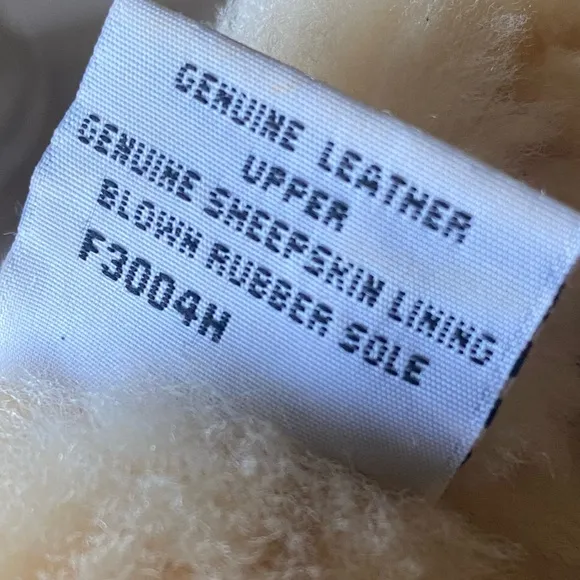 GENUINE LEATHER
UPPER
GENUINE SHEEPSKIN LINING
BLOWN RUBBER SOLE
F3004H